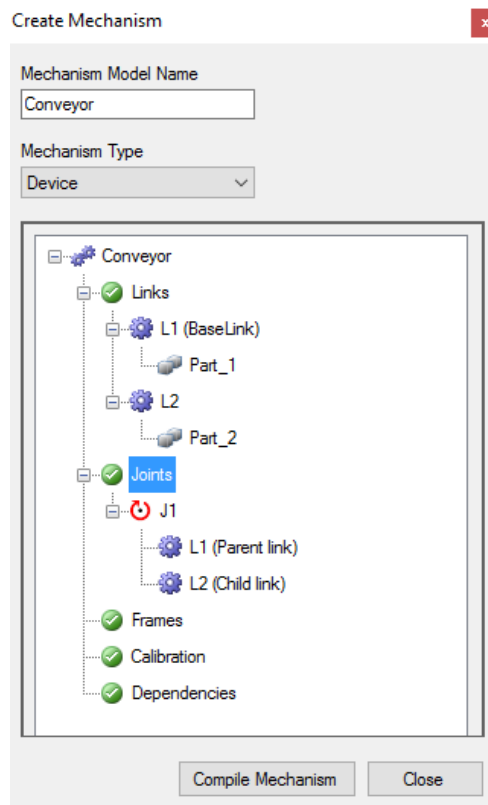 Create Mechanism
x
Mechanism Model Name
Conveyor
Mechanism Type
Device
Conveyor
Links
L1 (BaseLink)
Part_1
L2
Part_2
Joints
J1
L1 (Parent link)
L2 (Child link)
Frames
Calibration
Dependencies
Compile Mechanism
Close